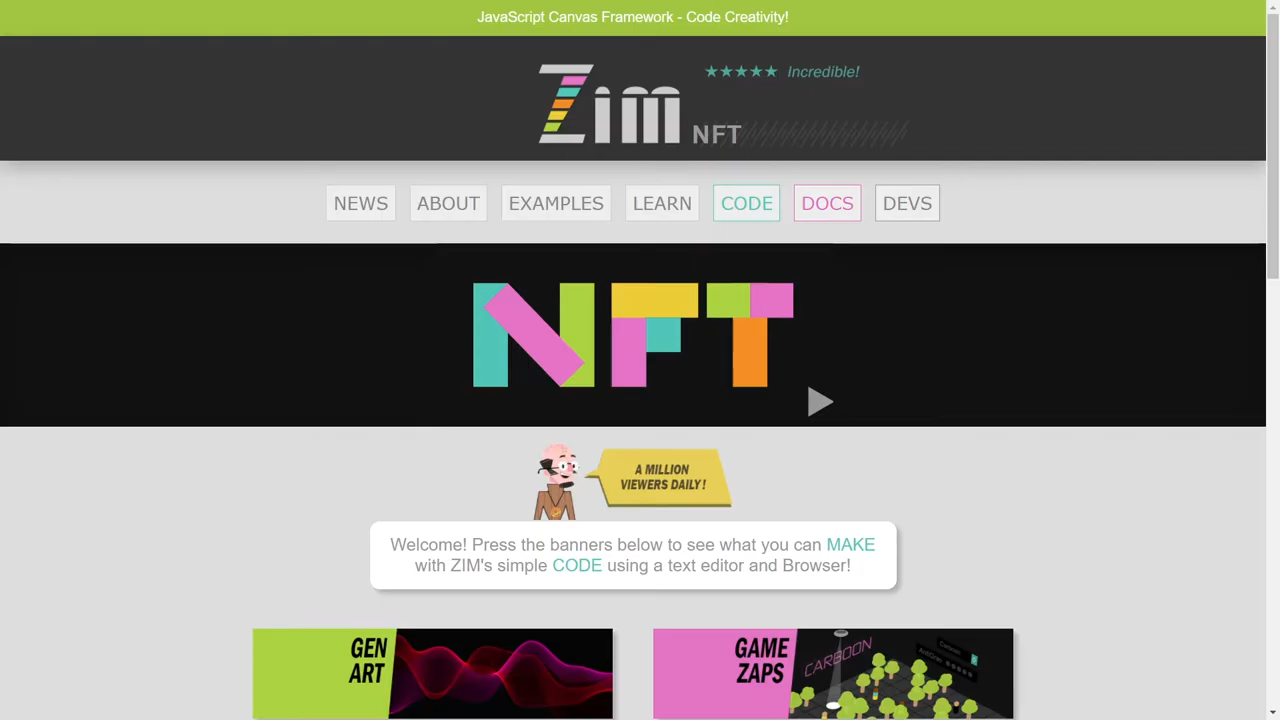 JavaScript Canvas Framework - Code Creativity!
Zim
★★★★★ Incredible!
NFT
NEWS
ABOUT
EXAMPLES
LEARN
CODE
DOCS
DEVS
NFT
A MILLION
VIEWERS DAILY!
Welcome! Press the banners below to see what you can MAKE
with ZIM's simple CODE using a text editor and Browser!
GEN
ART
GAME
ZAPS
CARBOON